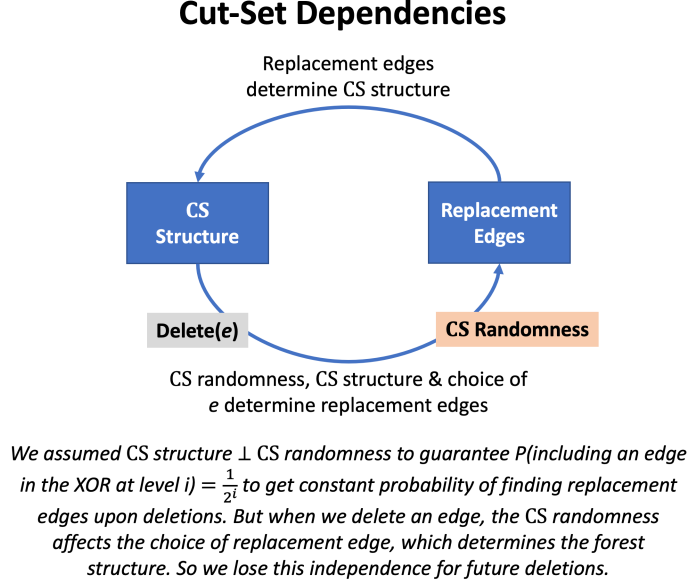 Cut-Set Dependencies
Replacement edges
determine CS structure
CS
Structure
Replacement
Edges
Delete(e)
CS Randomness
CS randomness, CS structure & choice of
e determine replacement edges
We assumed CS structure ⊥ CS randomness to guarantee P(including an edge
in the XOR at level i) = 1/2^i to get constant probability of finding replacement
edges upon deletions. But when we delete an edge, the CS randomness
affects the choice of replacement edge, which determines the forest
structure. So we lose this independence for future deletions.